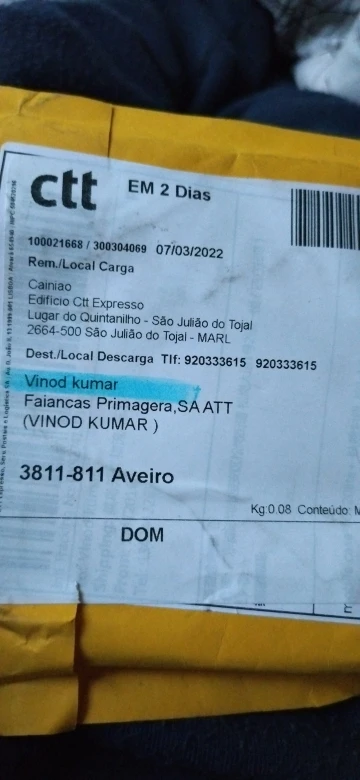 ctt
EM 2 Dias
100021668 / 300304069 07/03/2022
Rem./Local Carga
Cainiao
Edificio Ctt Expresso
Lugar do Quintanilho - São Julião do Tojal
2664-500 São Julião do Tojal - MARL
Dest./Local Descarga Tlf: 920333615 920333615
Vinod kumar
Faiancas Primagera,SA ATT
(VINOD KUMAR )
3811-811 Aveiro
Kg:0.08 Conteúdo:
DOM